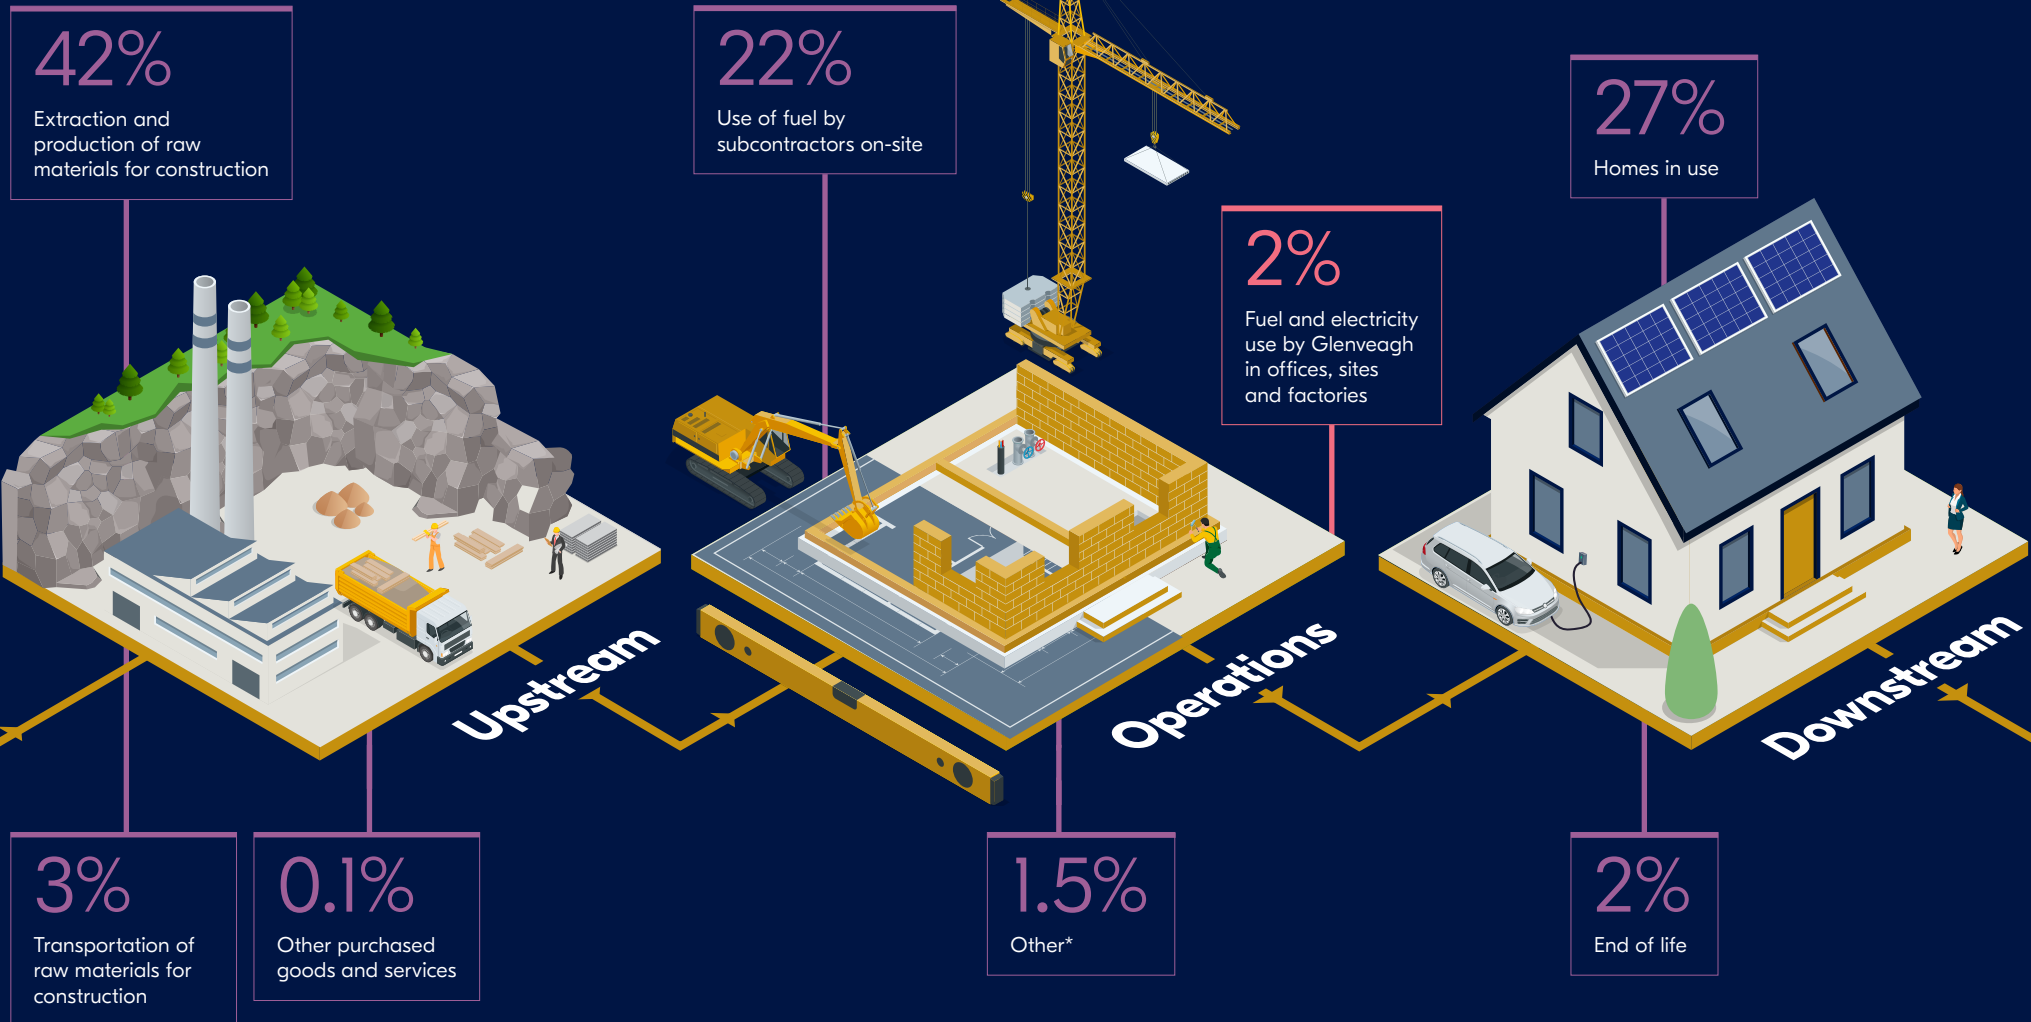 42%
Extraction and
production of raw
materials for construction
22%
Use of fuel by
subcontractors on-site
2%
Fuel and electricity
use by Glenveagh
in offices, sites
and factories
27%
Homes in use
Upstream
Operations
Downstream
3%
Transportation of
raw materials for
construction
0.1%
Other purchased
goods and services
1.5%
Other*
2%
End of life